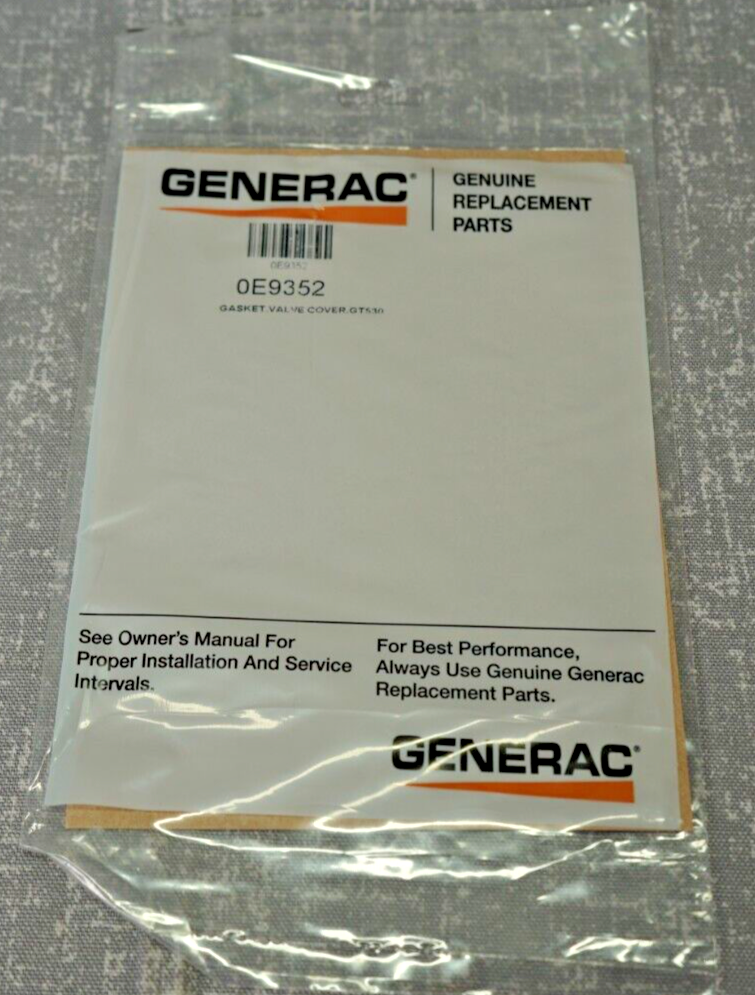 GENERAC®
GENUINE
REPLACEMENT
PARTS
0E9352
0E9352
GASKET,VALVE COVER,GT530
See Owner's Manual For
Proper Installation And Service
Intervals.
For Best Performance,
Always Use Genuine Generac
Replacement Parts.
GENERAC®